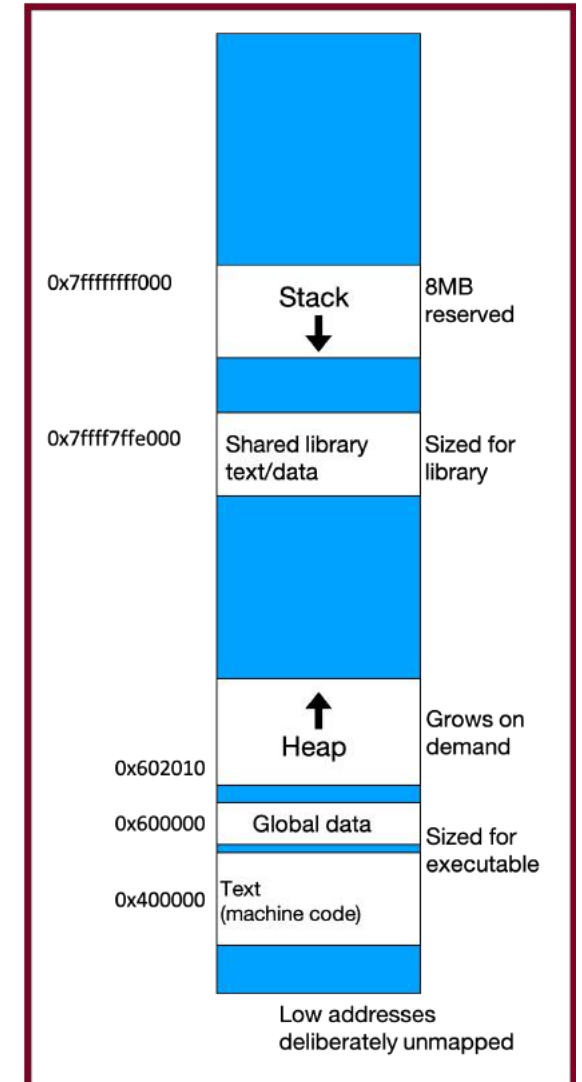 0x7ffffffff000
Stack
8MB
reserved
0x7ffff7ffe000
Shared library
text/data
Sized for
library
Heap
Grows on
demand
0x602010
0x600000
Global data
Sized for
executable
0x400000
Text
(machine code)
Low addresses
deliberately unmapped